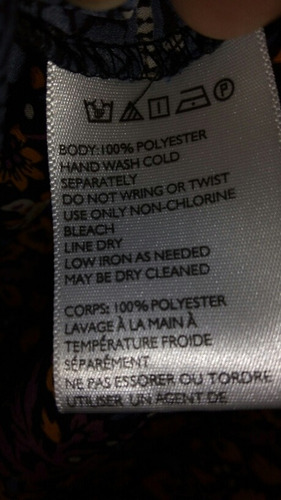 BODY: 100% POLYESTER
HAND WASH COLD
SEPARATELY
DO NOT WRING OR TWIST
USE ONLY NON-CHLORINE
BLEACH
LINE DRY
LOW IRON AS NEEDED
MAY BE DRY CLEANED
CORPS: 100% POLYESTER
LAVAGE À LA MAIN À
TEMPÉRATURE FROIDE
SÉPARÉMENT
NE PAS ESSORER OU TORDRE
UTILISER UN AGENT DE